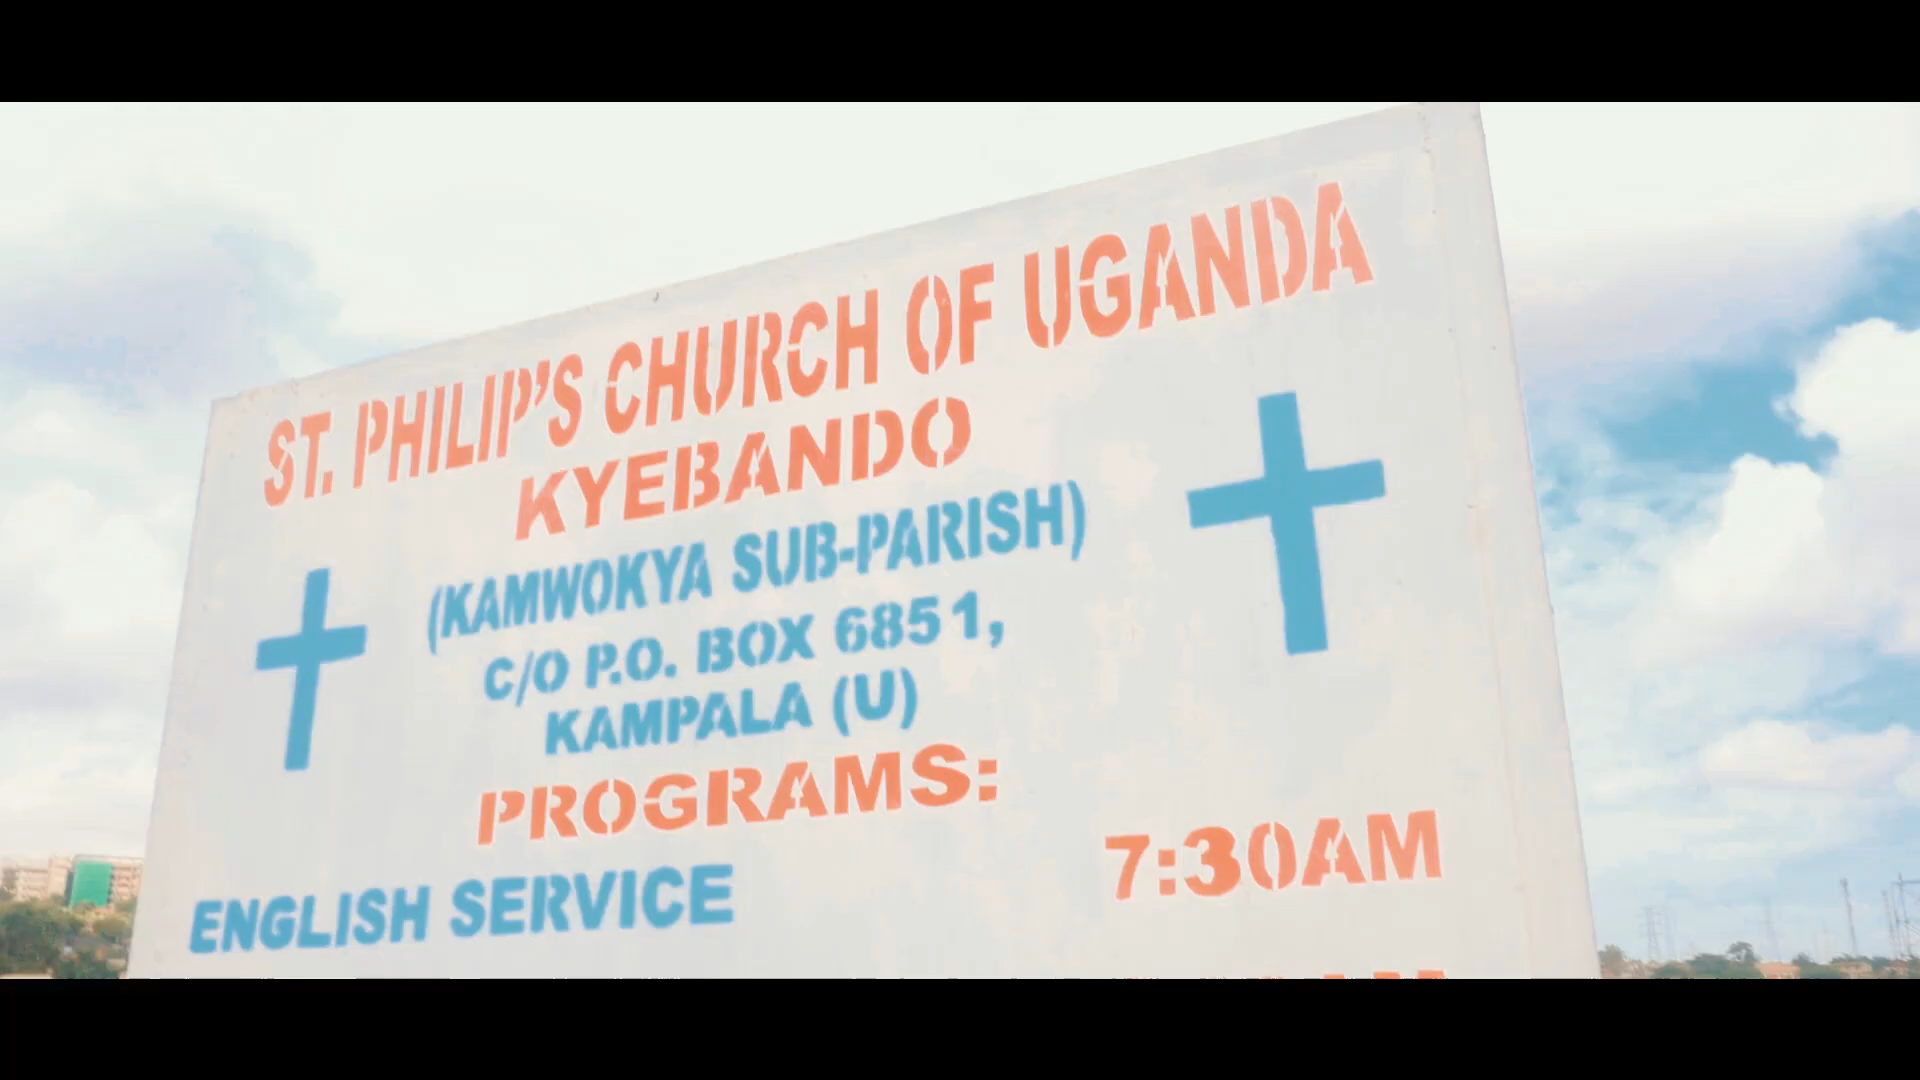 ST. PHILIP'S CHURCH OF UGANDA
KYEBANDO
(KAMWOKYA SUB-PARISH)
C/O P.O. BOX 6851,
KAMPALA (U)
PROGRAMS:
ENGLISH SERVICE 7:30AM